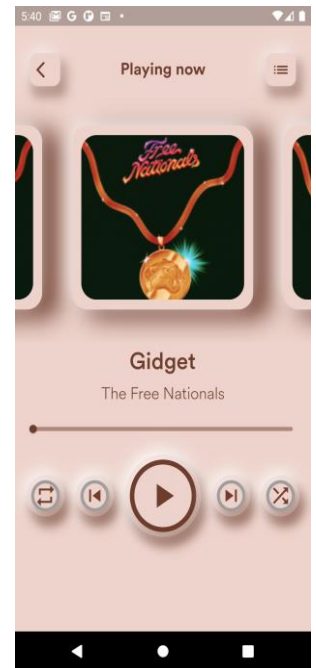 5:40
Playing now
Free
Nationals
Gidget
The Free Nationals